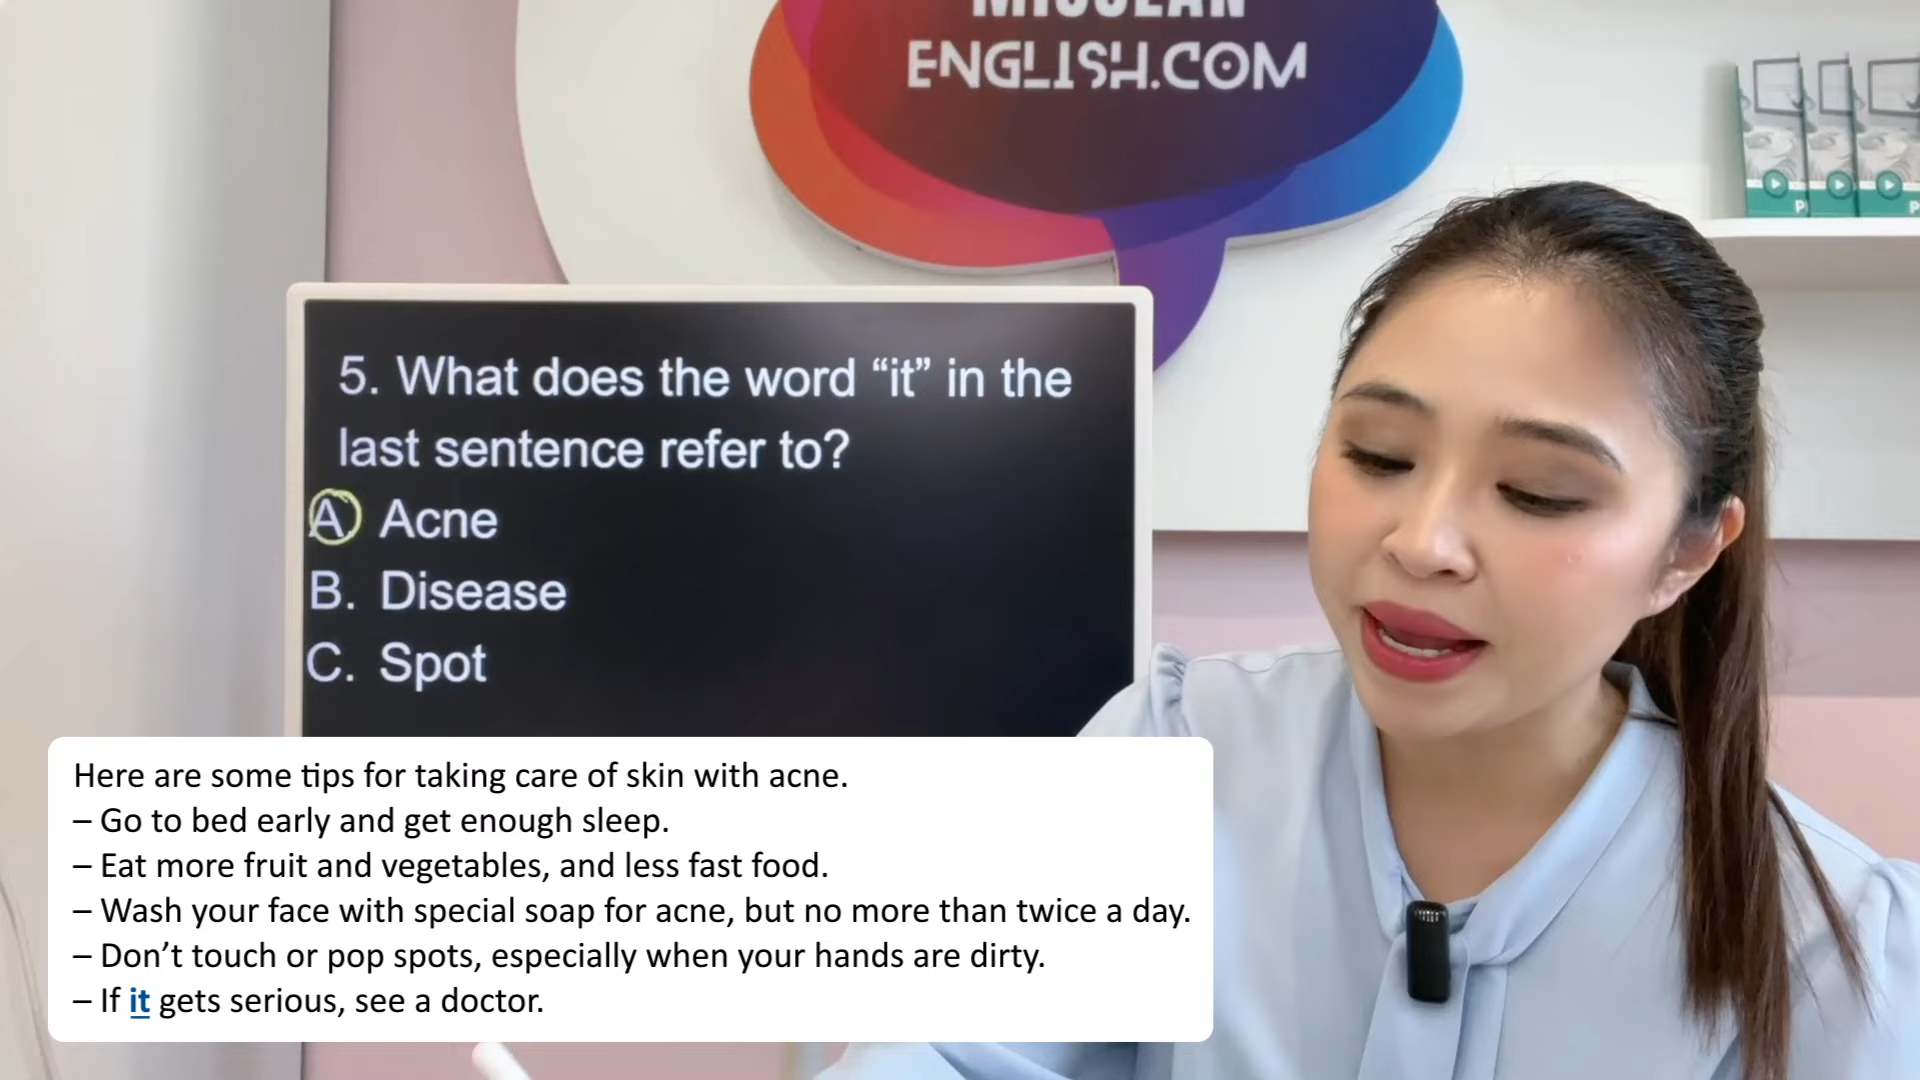 ENGLISH.COM
5. What does the word “it” in the
last sentence refer to?
A Acne
B. Disease
C. Spot
Here are some tips for taking care of skin with acne.
– Go to bed early and get enough sleep.
– Eat more fruit and vegetables, and less fast food.
– Wash your face with special soap for acne, but no more than twice a day.
– Don’t touch or pop spots, especially when your hands are dirty.
– If it gets serious, see a doctor.